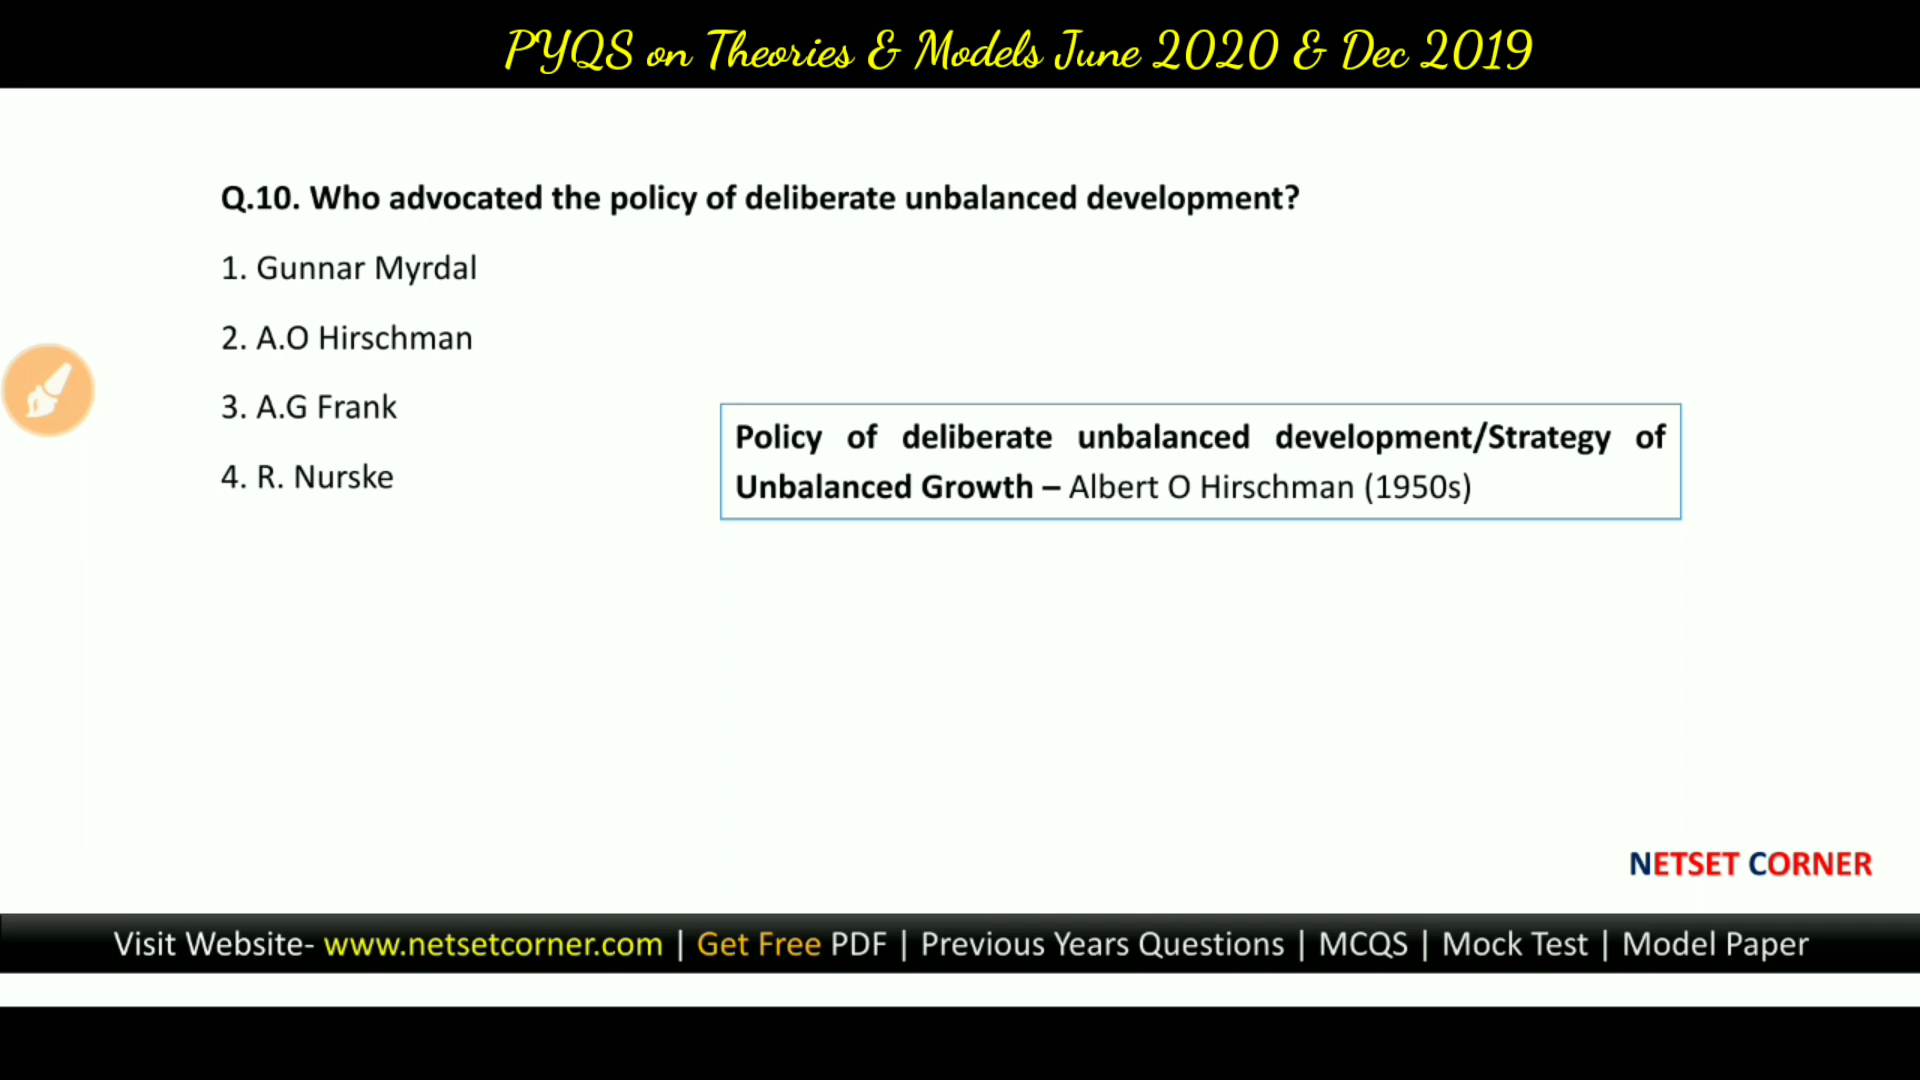 PYQS on Theories & Models June 2020 & Dec 2019
Q.10. Who advocated the policy of deliberate unbalanced development?
1. Gunnar Myrdal
2. A.O Hirschman
3. A.G Frank
4. R. Nurske
Policy of deliberate unbalanced development/Strategy of
Unbalanced Growth – Albert O Hirschman (1950s)
NETSET CORNER
Visit Website- www.netsetcorner.com | Get Free PDF | Previous Years Questions | MCQS | Mock Test | Model Paper